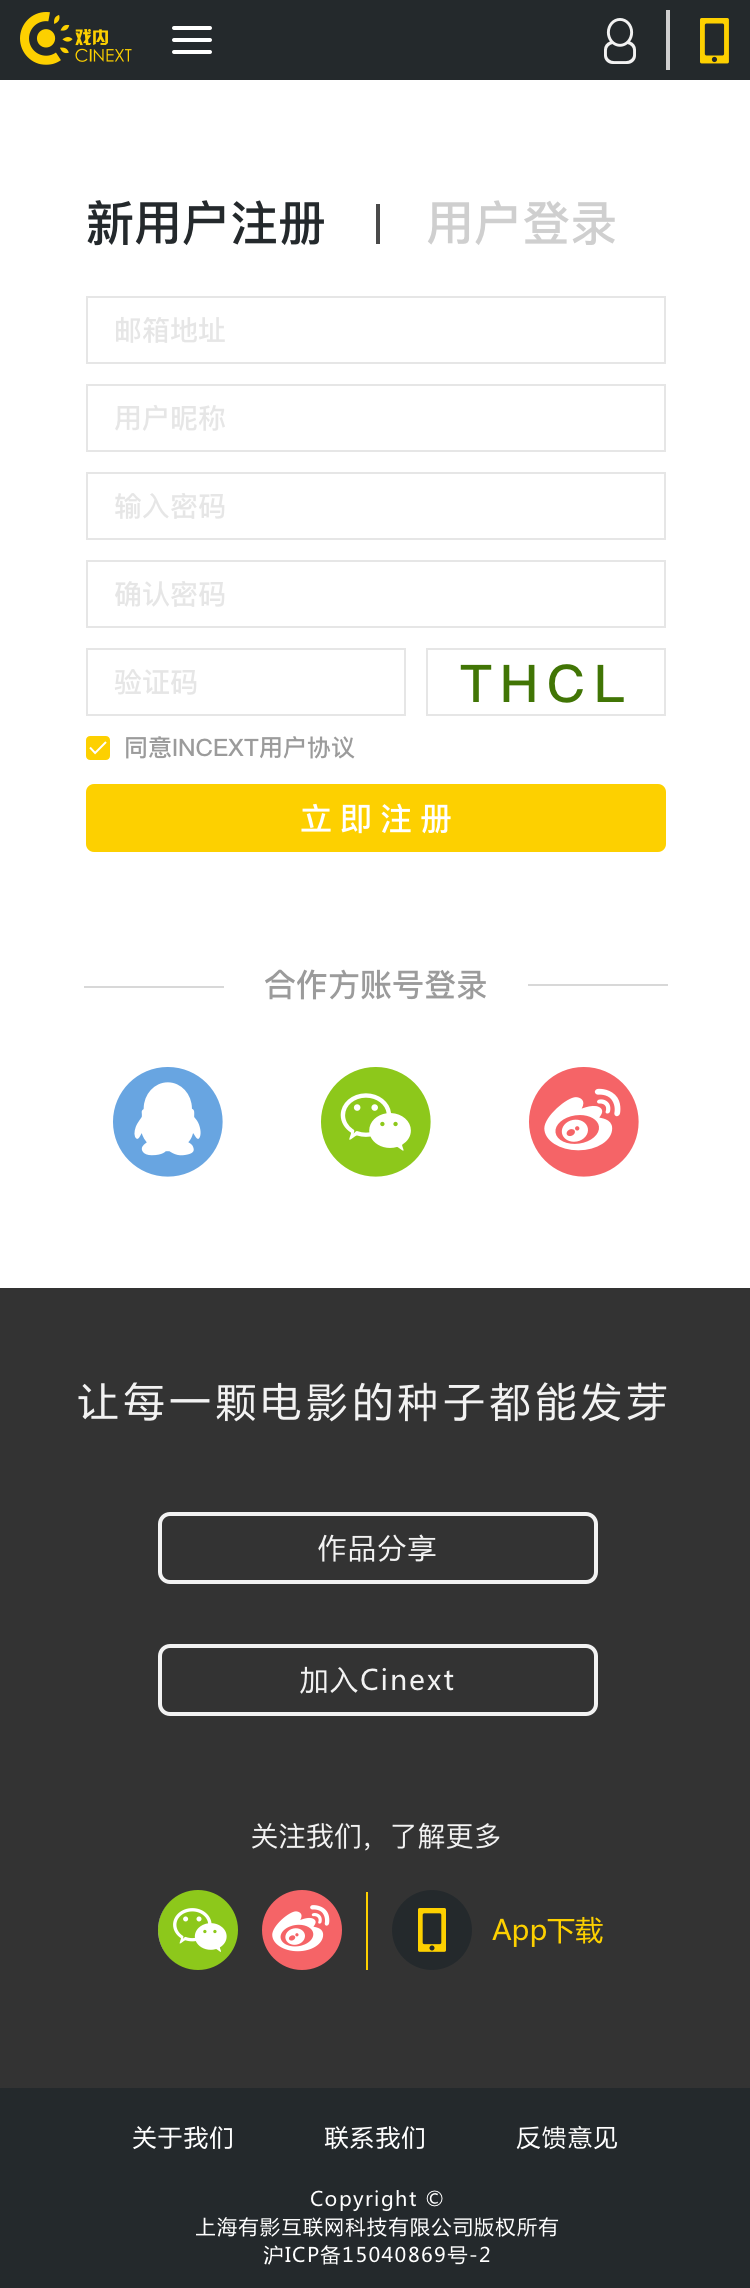 戏内
CINEXT
新用户注册 | 用户登录
邮箱地址
用户昵称
输入密码
确认密码
验证码
THCL
同意INCEXT用户协议
立即注册
合作方账号登录
让每一颗电影的种子都能发芽
作品分享
加入Cinext
关注我们，了解更多
App下载
关于我们 联系我们 反馈意见
Copyright ©
上海有影互联网科技有限公司版权所有
沪ICP备15040869号-2